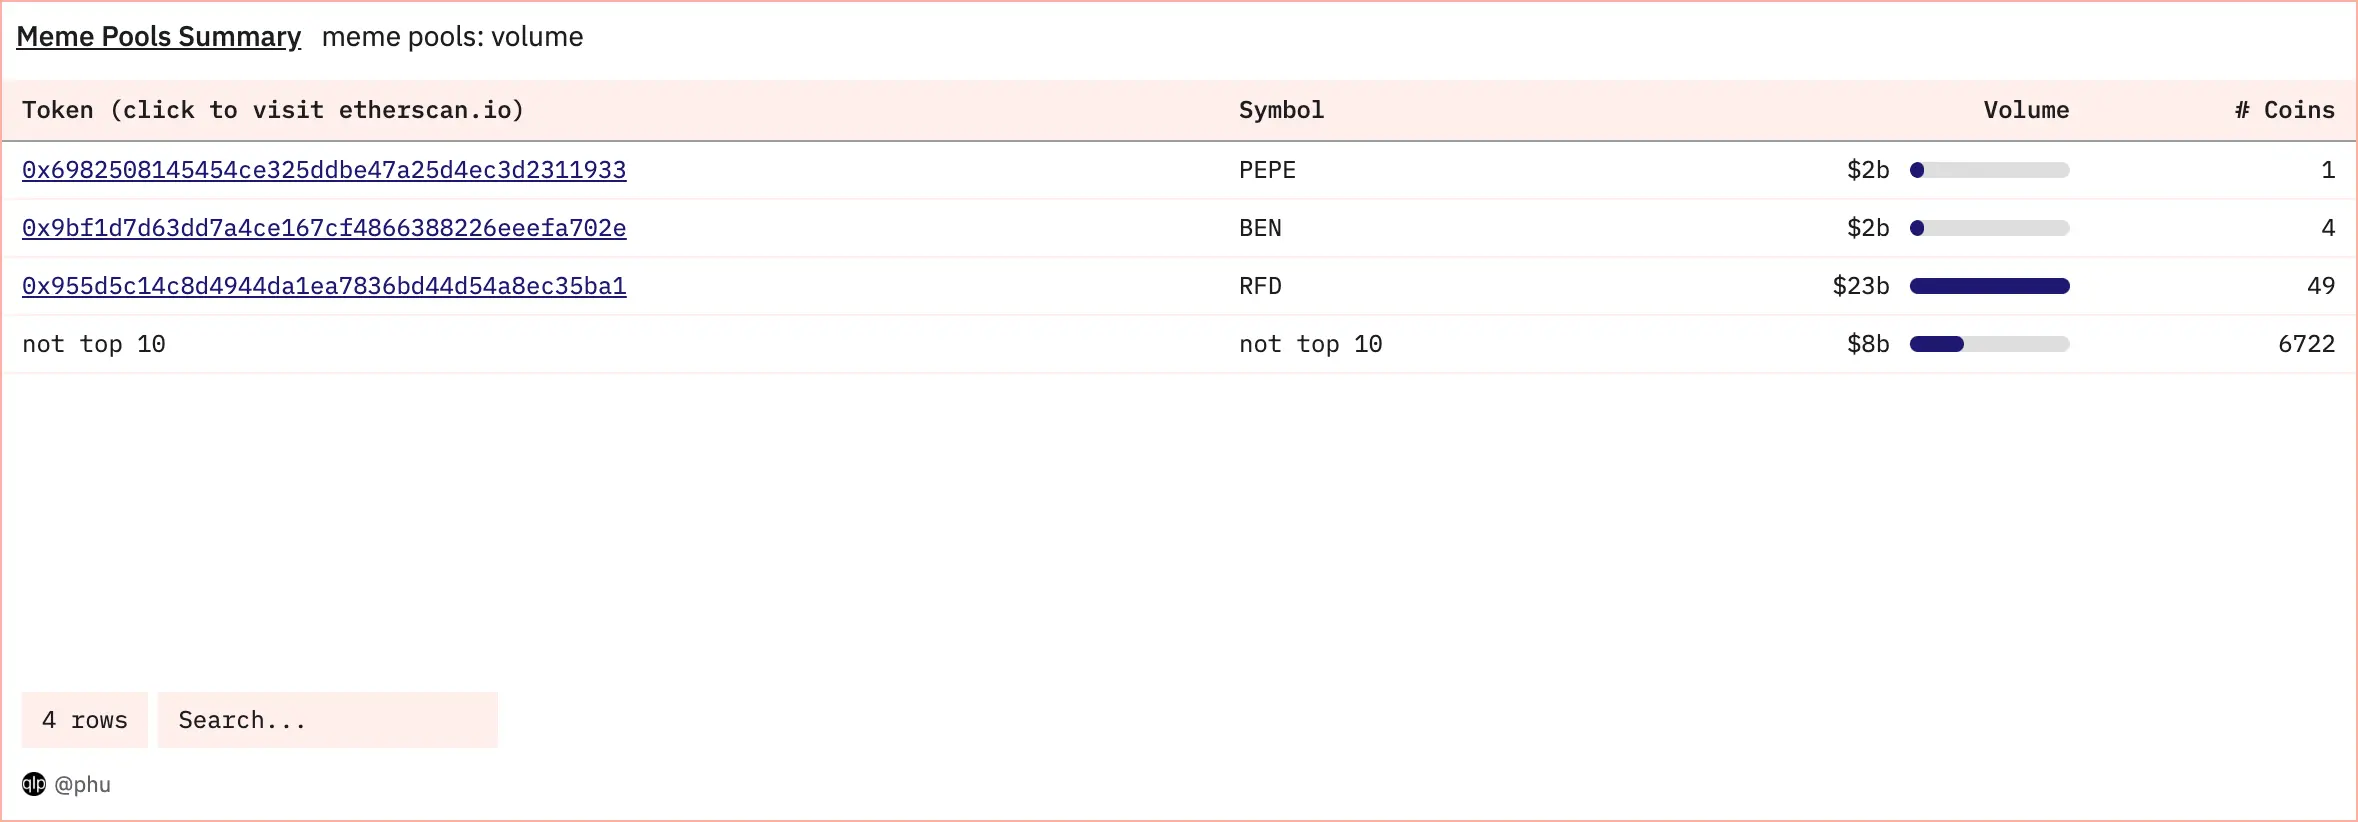 Meme Pools Summary meme pools: volume
Token (click to visit etherscan.io) Symbol Volume # Coins
0x6982508145454ce325ddbe47a25d4ec3d2311933 PEPE $2b 1
0x9bf1d7d63dd7a4ce167cf4866388226eeefa702e BEN $2b 4
0x955d5c14c8d4944da1ea7836bd44d54a8ec35ba1 RFD $23b 49
not top 10 not top 10 $8b 6722
4 rows Search...
qlp @phu